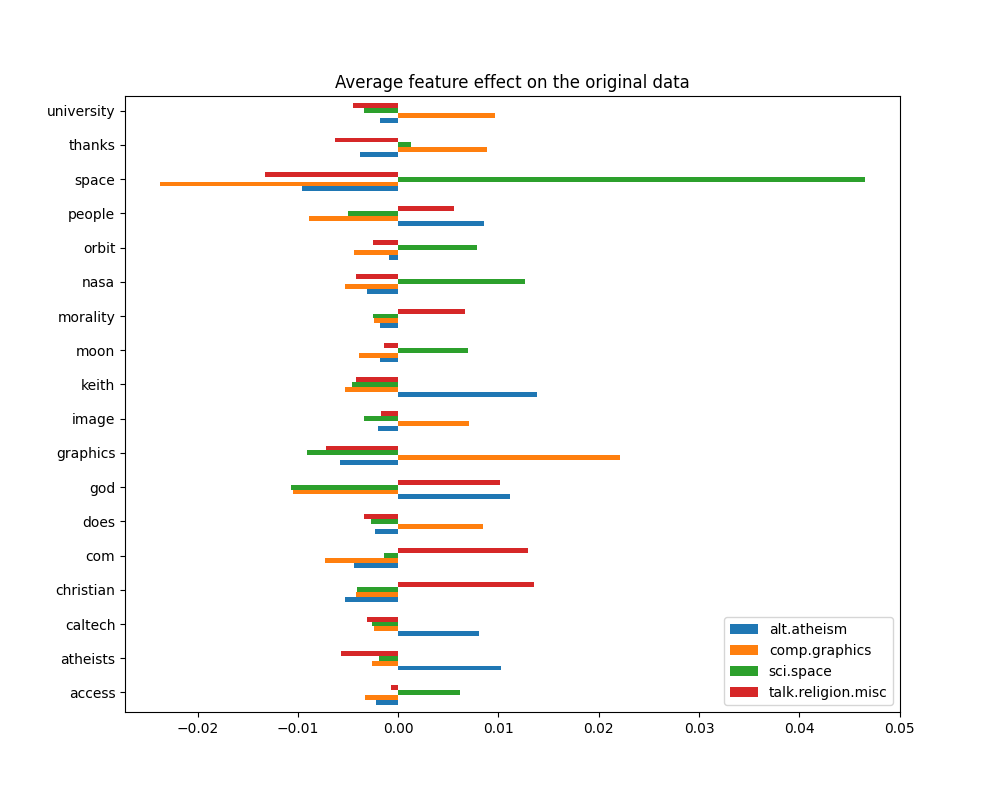 Average feature effect on the original data
university
thanks
space
people
orbit
nasa
morality
moon
keith
image
graphics
god
does
com
christian
caltech
atheists
access
alt.atheism
comp.graphics
sci.space
talk.religion.misc
−0.02 −0.01 0.00 0.01 0.02 0.03 0.04 0.05